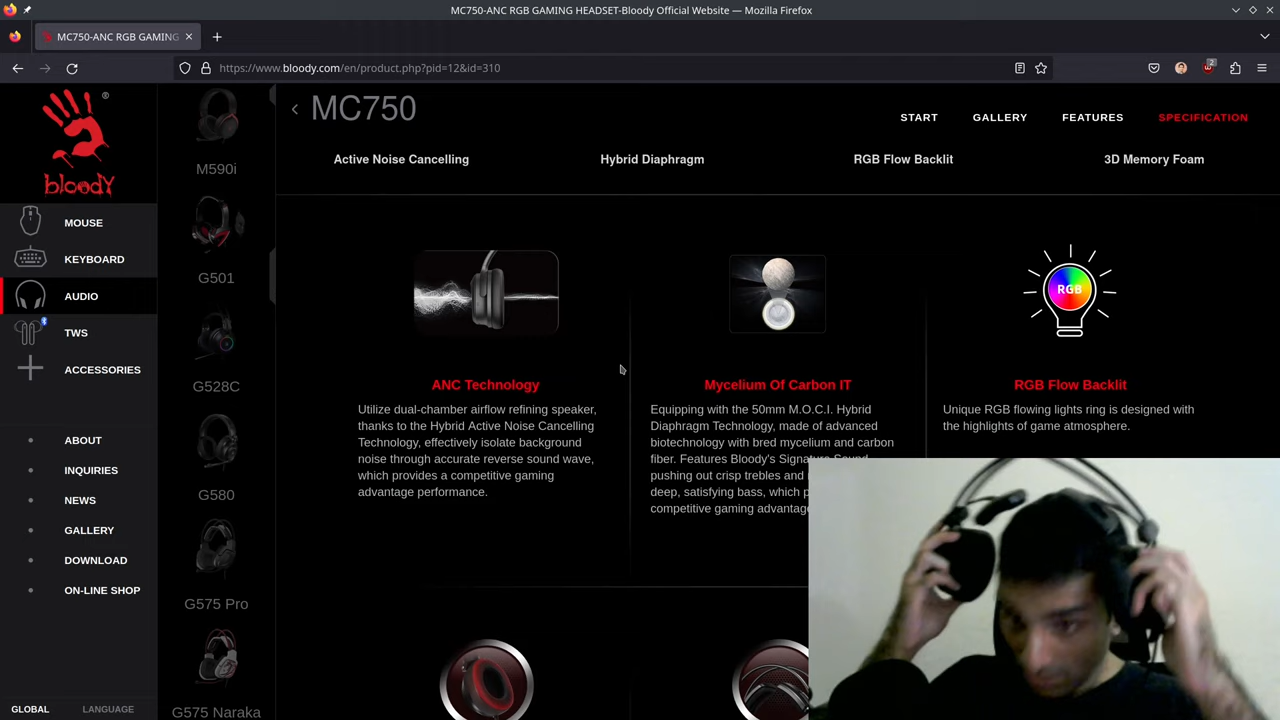 MC750-ANC RGB GAMING HEADSET-Bloody Official Website — Mozilla Firefox
MC750-ANC RGB GAMING
https://www.bloody.com/en/product.php?pid=12&id=310
2
®
bloody
MOUSE
KEYBOARD
AUDIO
TWS
ACCESSORIES
ABOUT
INQUIRIES
NEWS
GALLERY
DOWNLOAD
ON-LINE SHOP
GLOBAL
LANGUAGE
M590i
G501
G528C
G580
G575 Pro
G575 Naraka
MC750
START
GALLERY
FEATURES
SPECIFICATION
Active Noise Cancelling
Hybrid Diaphragm
RGB Flow Backlit
3D Memory Foam
ANC Technology
Utilize dual-chamber airflow refining speaker,
thanks to the Hybrid Active Noise Cancelling
Technology, effectively isolate background
noise through accurate reverse sound wave,
which provides a competitive gaming
advantage performance.
Mycelium Of Carbon IT
Equipping with the 50mm M.O.C.I. Hybrid
Diaphragm Technology, made of advanced
biotechnology with bred mycelium and carbon
fiber. Features Bloody's Signature Sound
pushing out crisp trebles and
deep, satisfying bass, which
competitive gaming advantage
RGB
RGB Flow Backlit
Unique RGB flowing lights ring is designed with
the highlights of game atmosphere.